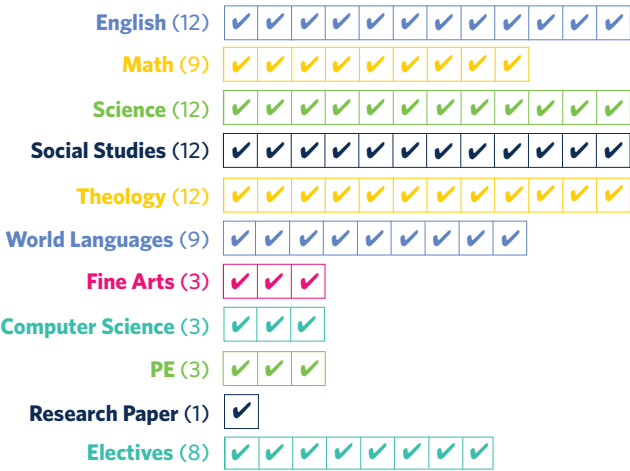 English (12)
Math (9)
Science (12)
Social Studies (12)
Theology (12)
World Languages (9)
Fine Arts (3)
Computer Science (3)
PE (3)
Research Paper (1)
Electives (8)